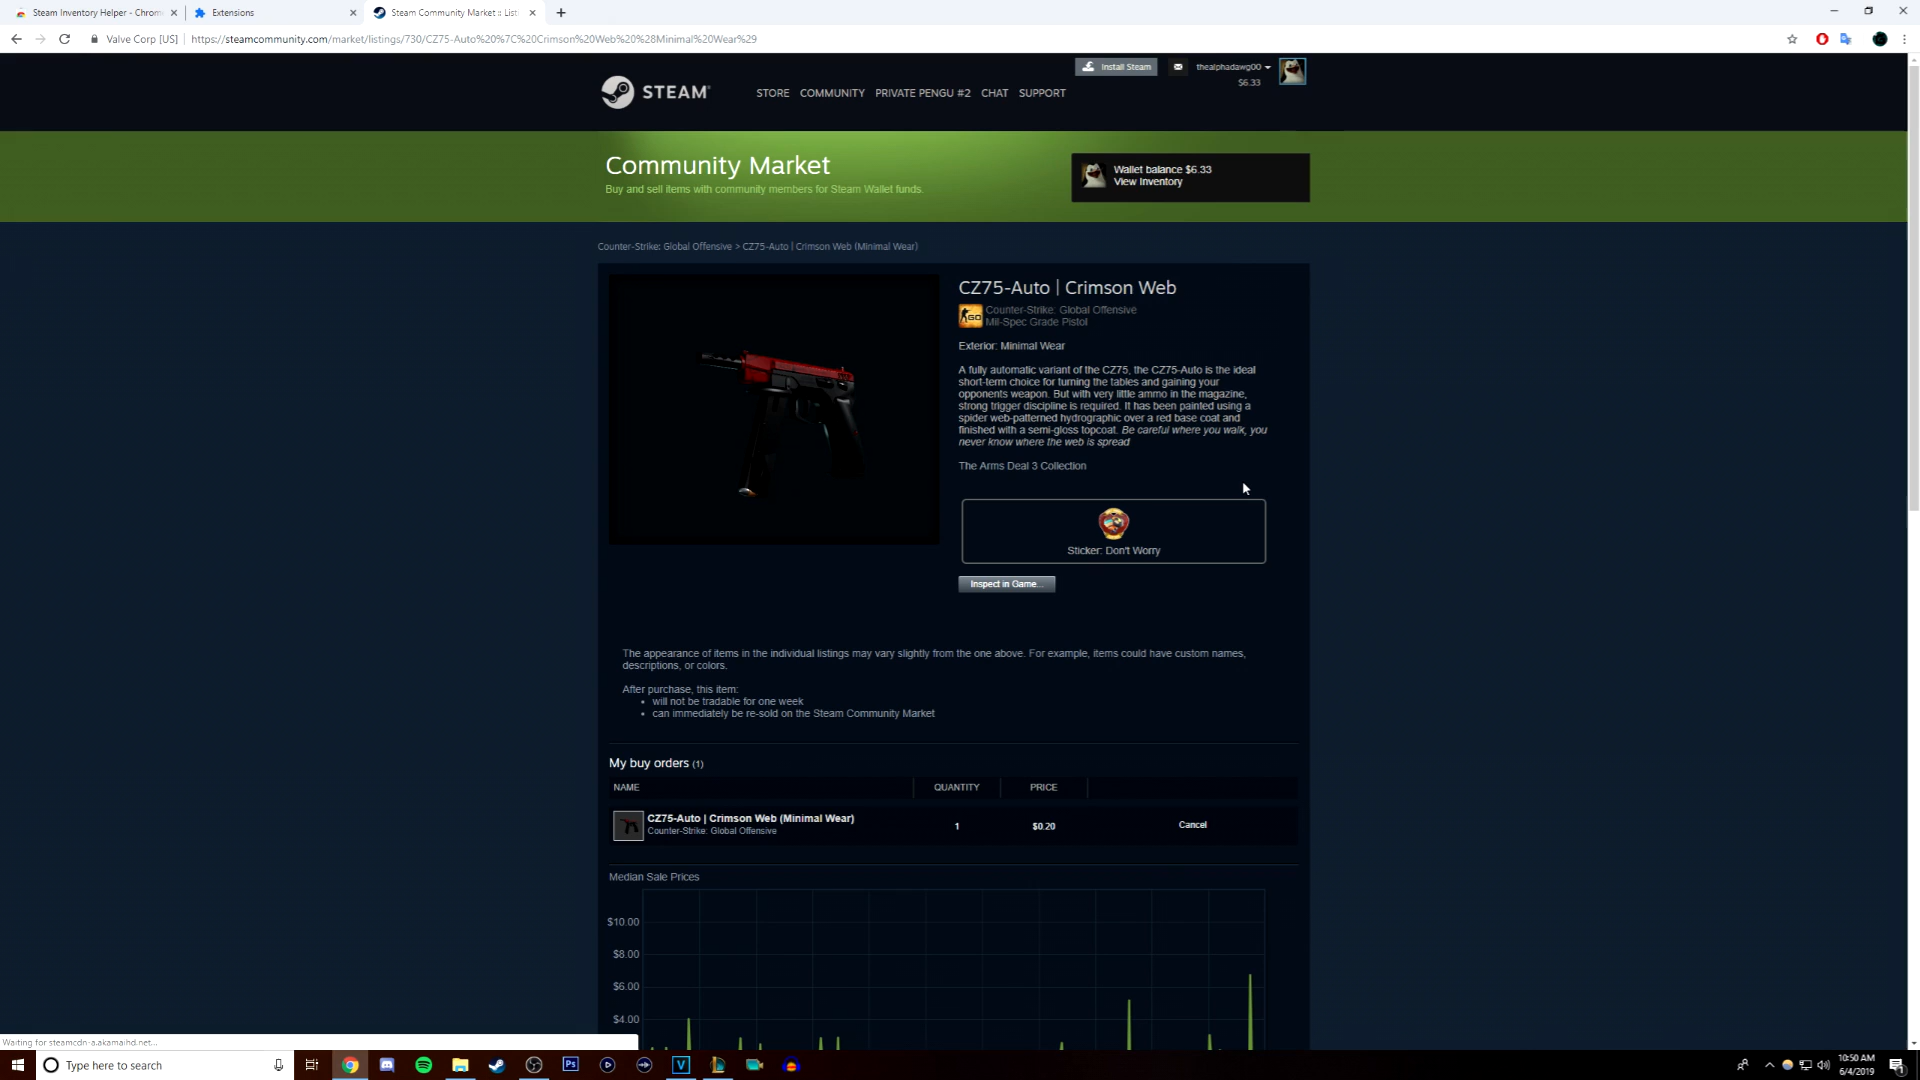 Steam Inventory Helper - Chrom
Extensions
Steam Community Market :: Listi
Valve Corp [US]
https://steamcommunity.com/market/listings/730/CZ75-Auto%20%7C%20Crimson%20Web%20%28Minimal%20Wear%29
Install Steam
thealphadawg00
$6.33
STEAM
STORE COMMUNITY PRIVATE PENGU #2 CHAT SUPPORT
Community Market
Buy and sell items with community members for Steam Wallet funds.
Wallet balance $6.33
View Inventory
Counter-Strike: Global Offensive > CZ75-Auto | Crimson Web (Minimal Wear)
CZ75-Auto | Crimson Web
GO
Counter-Strike: Global Offensive
Mil-Spec Grade Pistol
Exterior: Minimal Wear
A fully automatic variant of the CZ75, the CZ75-Auto is the ideal
short-term choice for turning the tables and gaining your
opponents weapon. But with very little ammo in the magazine,
strong trigger discipline is required. It has been painted using a
spider web-patterned hydrographic over a red base coat and
finished with a semi-gloss topcoat. Be careful where you walk, you
never know where the web is spread
The Arms Deal 3 Collection
Sticker: Don't Worry
Inspect in Game...
The appearance of items in the individual listings may vary slightly from the one above. For example, items could have custom names,
descriptions, or colors.
After purchase, this item:
• will not be tradable for one week
• can immediately be re-sold on the Steam Community Market
My buy orders (1)
NAME QUANTITY PRICE
CZ75-Auto | Crimson Web (Minimal Wear)
Counter-Strike: Global Offensive
1 $0.20 Cancel
Median Sale Prices
$10.00
$8.00
$6.00
$4.00
Waiting for steamcdn-a.akamaihd.net...
Type here to search
Ps
V
10:50 AM
6/4/2019
1